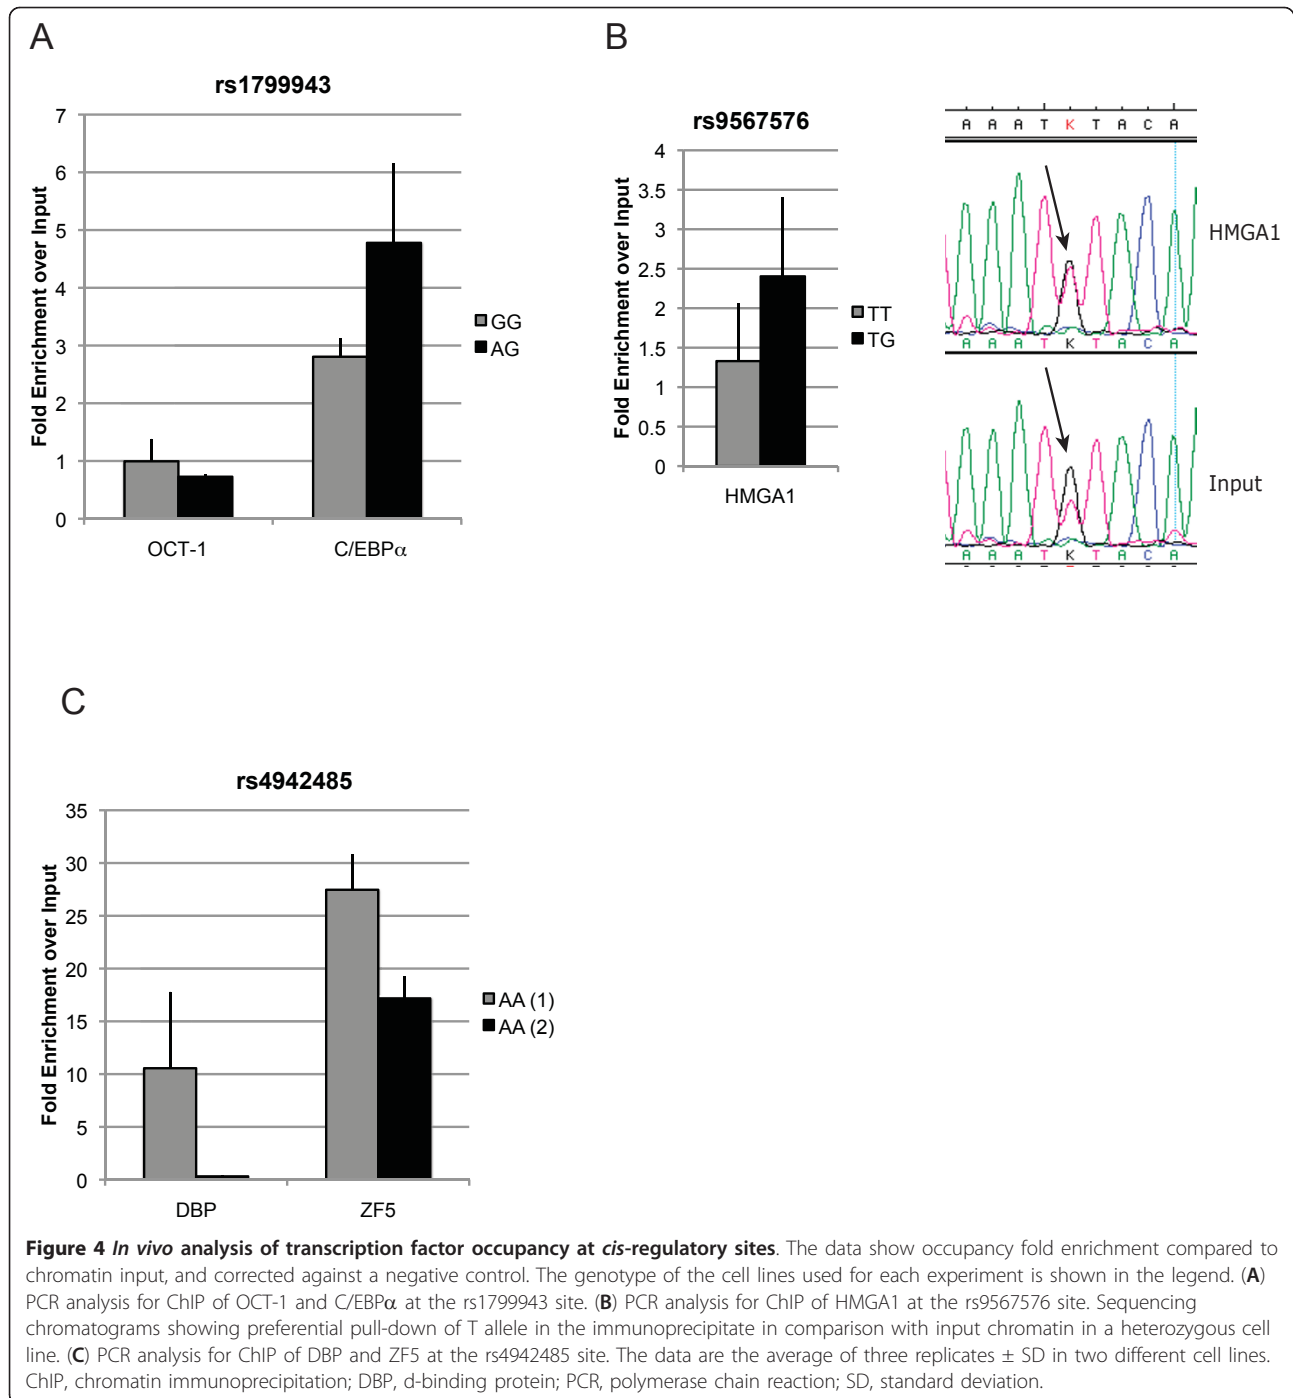 A
rs1799943
Fold Enrichment over Input
7
6
5
4
3
2
1
0
OCT-1
C/EBPα
GG
AG
B
rs9567576
Fold Enrichment over Input
4
3.5
3
2.5
2
1.5
1
0.5
0
HMGA1
TT
TG
A A A T K T A C A
HMGA1
A A A T K T A C A
Input
A A A T K T A C A
C
rs4942485
Fold Enrichment over Input
35
30
25
20
15
10
5
0
DBP
ZF5
AA (1)
AA (2)
Figure 4 In vivo analysis of transcription factor occupancy at cis-regulatory sites. The data show occupancy fold enrichment compared to
chromatin input, and corrected against a negative control. The genotype of the cell lines used for each experiment is shown in the legend. (A)
PCR analysis for ChIP of OCT-1 and C/EBPα at the rs1799943 site. (B) PCR analysis for ChIP of HMGA1 at the rs9567576 site. Sequencing
chromatograms showing preferential pull-down of T allele in the immunoprecipitate in comparison with input chromatin in a heterozygous cell
line. (C) PCR analysis for ChIP of DBP and ZF5 at the rs4942485 site. The data are the average of three replicates ± SD in two different cell lines.
ChIP, chromatin immunoprecipitation; DBP, d-binding protein; PCR, polymerase chain reaction; SD, standard deviation.